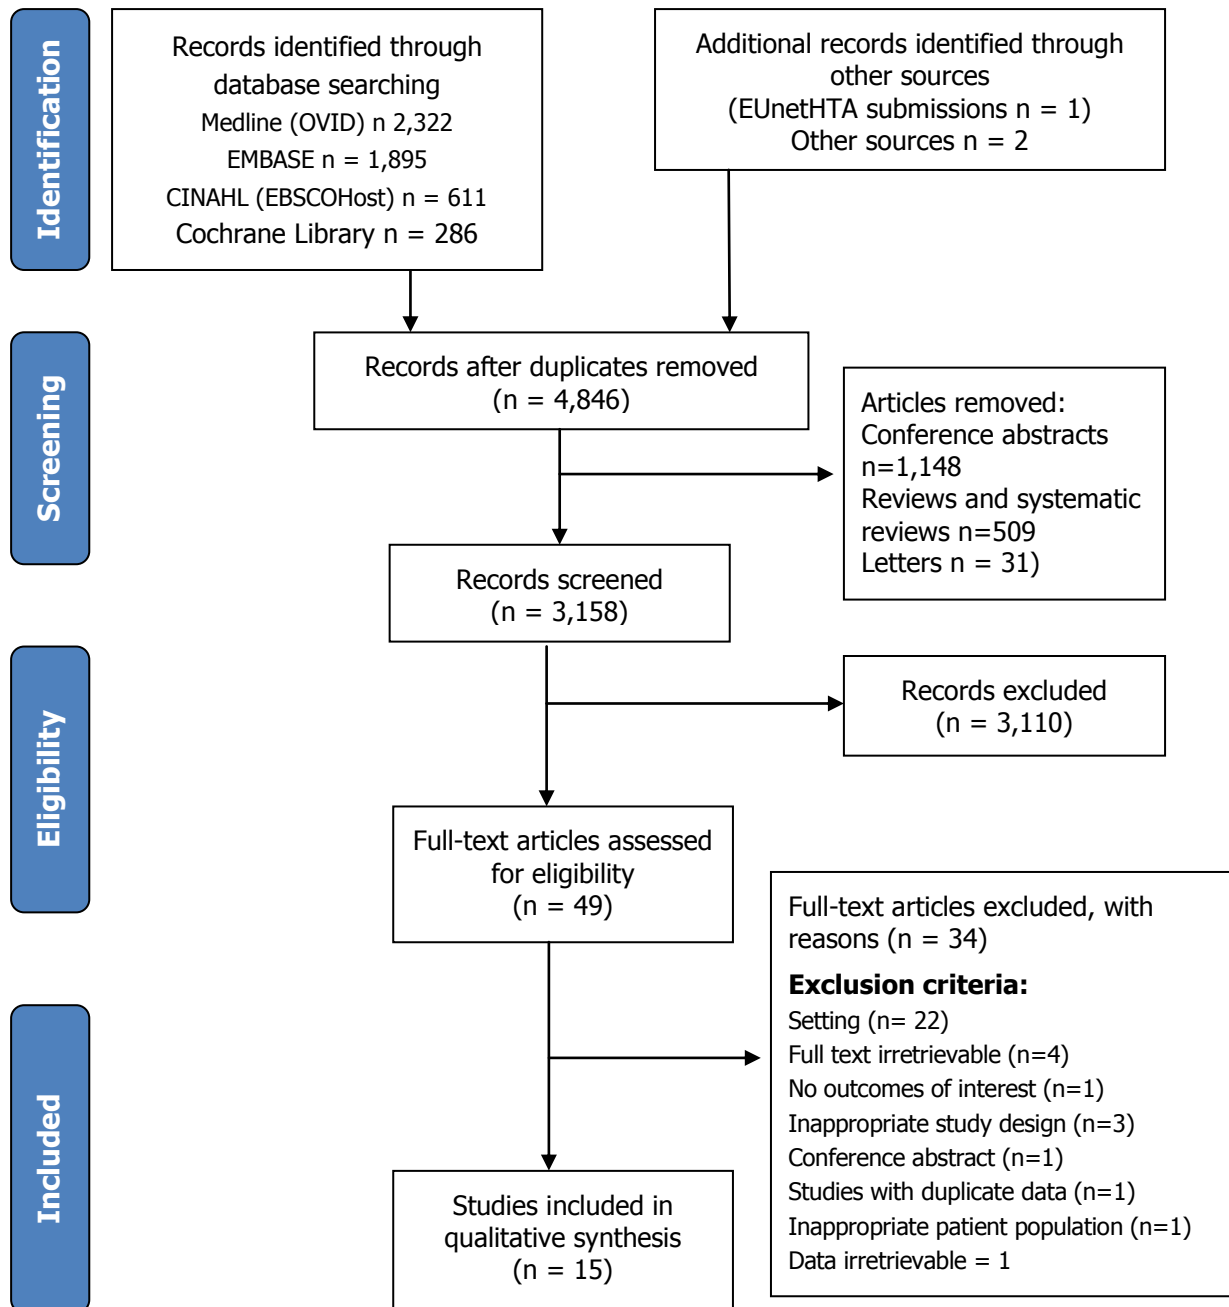 Identification
Records identified through
database searching
Medline (OVID) n 2,322
EMBASE n = 1,895
CINAHL (EBSCOHost) n = 611
Cochrane Library n = 286
Additional records identified through
other sources
(EUnetHTA submissions n = 1)
Other sources n = 2
Screening
Records after duplicates removed
(n = 4,846)
Articles removed:
Conference abstracts
n=1,148
Reviews and systematic
reviews n=509
Letters n = 31)
Records screened
(n = 3,158)
Eligibility
Records excluded
(n = 3,110)
Full-text articles assessed
for eligibility
(n = 49)
Full-text articles excluded, with
reasons (n = 34)
Exclusion criteria:
Setting (n= 22)
Full text irretrievable (n=4)
No outcomes of interest (n=1)
Inappropriate study design (n=3)
Conference abstract (n=1)
Studies with duplicate data (n=1)
Inappropriate patient population (n=1)
Data irretrievable = 1
Included
Studies included in
qualitative synthesis
(n = 15)